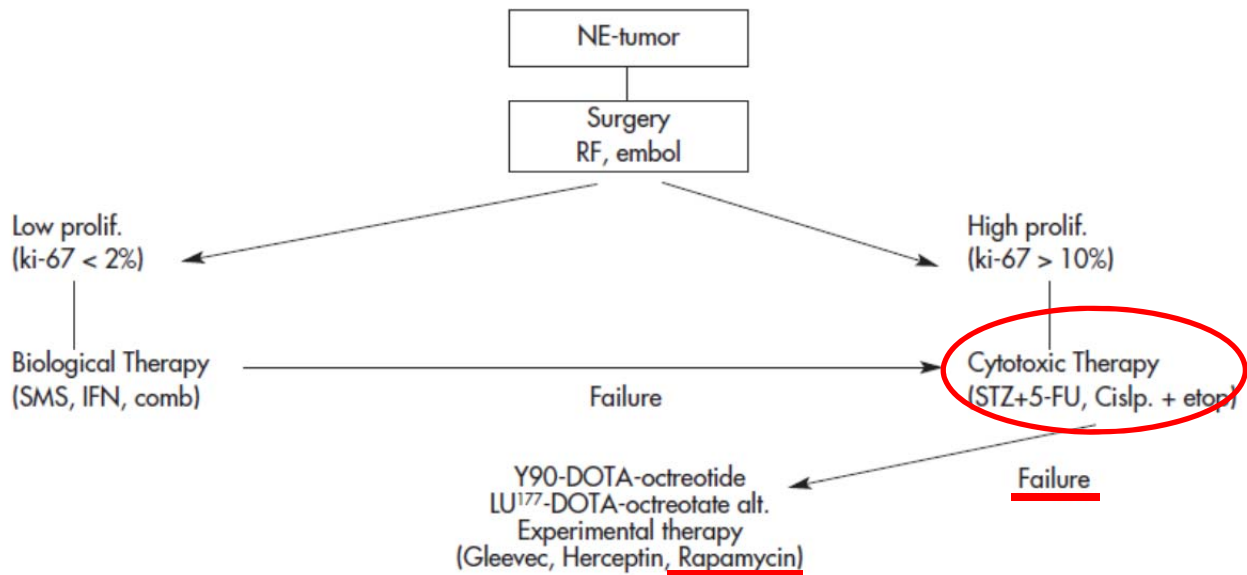 NE-tumor
Surgery
RF, embol
Low prolif.
(ki-67 < 2%)
High prolif.
(ki-67 > 10%)
Biological Therapy
(SMS, IFN, comb)
Failure
Cytotoxic Therapy
(STZ+5-FU, Cislp. + etop)
Failure
Y90-DOTA-octreotide
LU¹⁷⁷-DOTA-octreotate alt.
Experimental therapy
(Gleevec, Herceptin, Rapamycin)